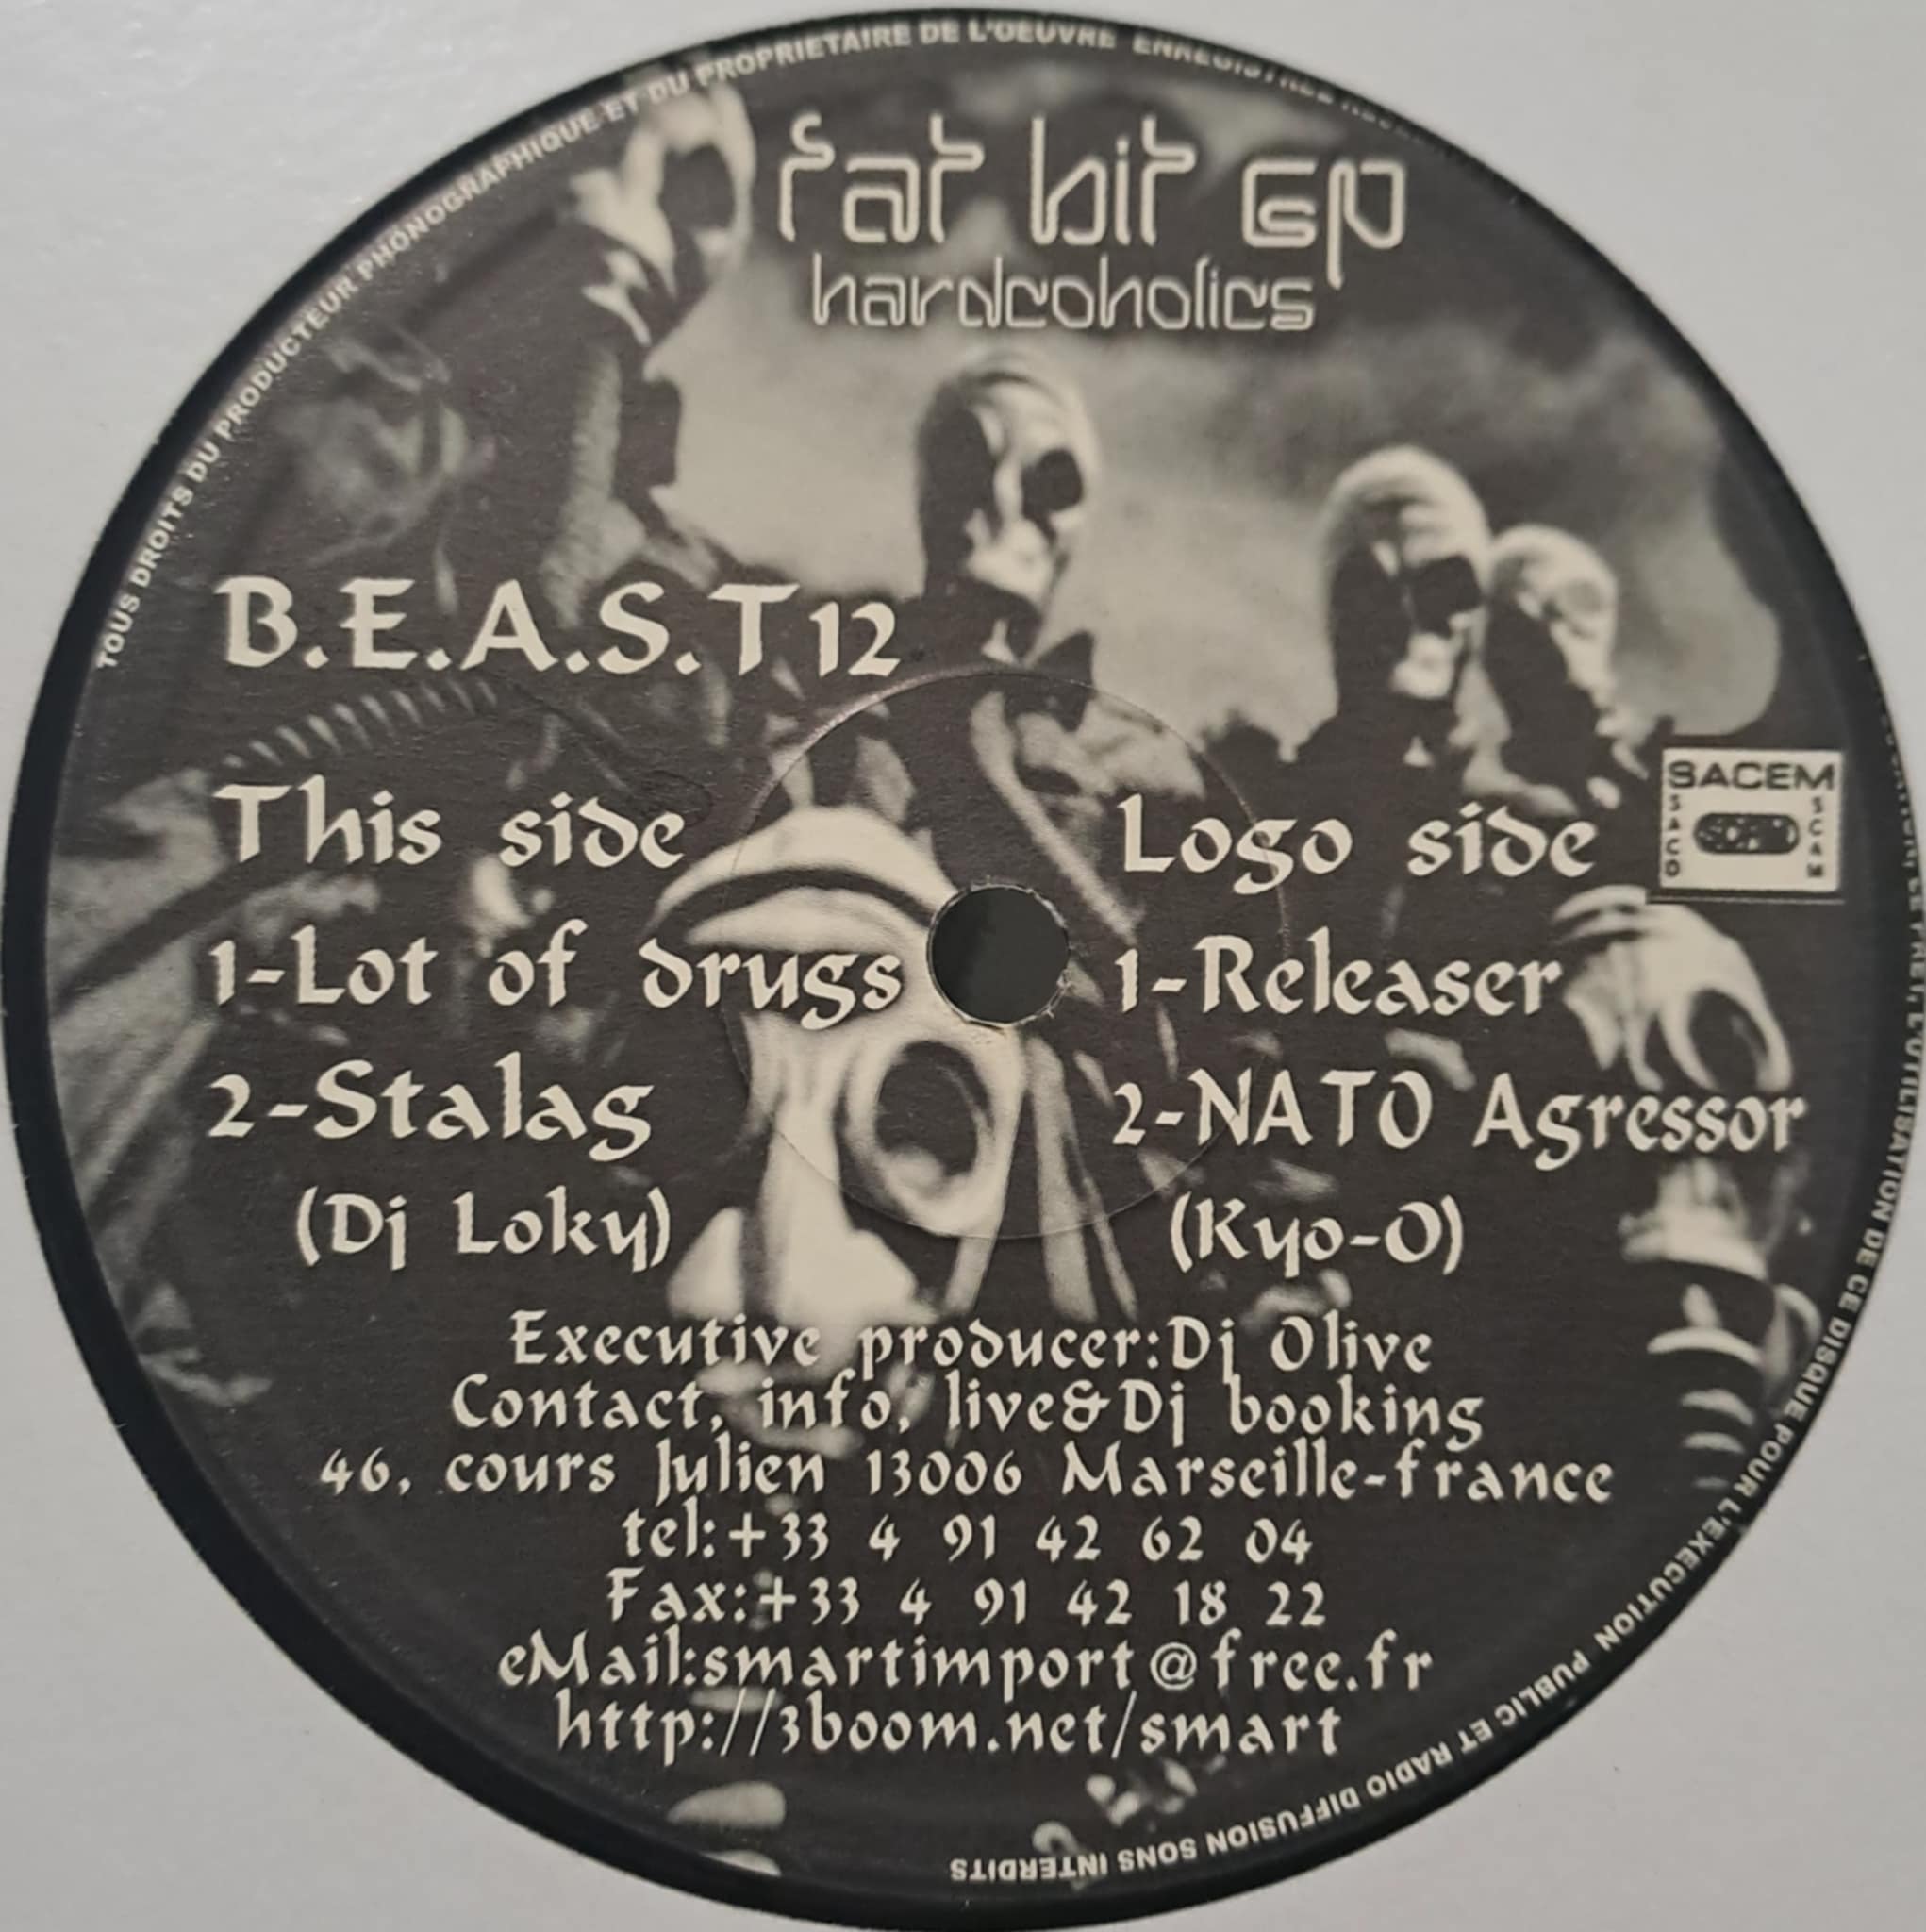 TOUS DROITS DU PRODUCTEUR PHONOGRAPHIQUE ET DU PROPRIETAIRE DE L'OEUVRE ENREGISTREE
L'UTILISATION DE CE DISQUE POUR L'EXECUTION PUBLIC ET RADIO DIFFUSION SONS INTERDITS
fat bit EP
hardcoholics
B.E.A.S.T 12
SACEM
SACD
SDRM
SCAM
This side
1-Lot of drugs
2-Stalag
(Dj Loky)
Logo side
1-Releaser
2-NATO Agressor
(Kyo-O)
Executive producer:Dj Olive
Contact, info, live&Dj booking
46, cours Julien 13006 Marseille-france
tel:+33 4 91 42 62 04
Fax:+33 4 91 42 18 22
eMail:smartimport@free.fr
http://3boom.net/smart